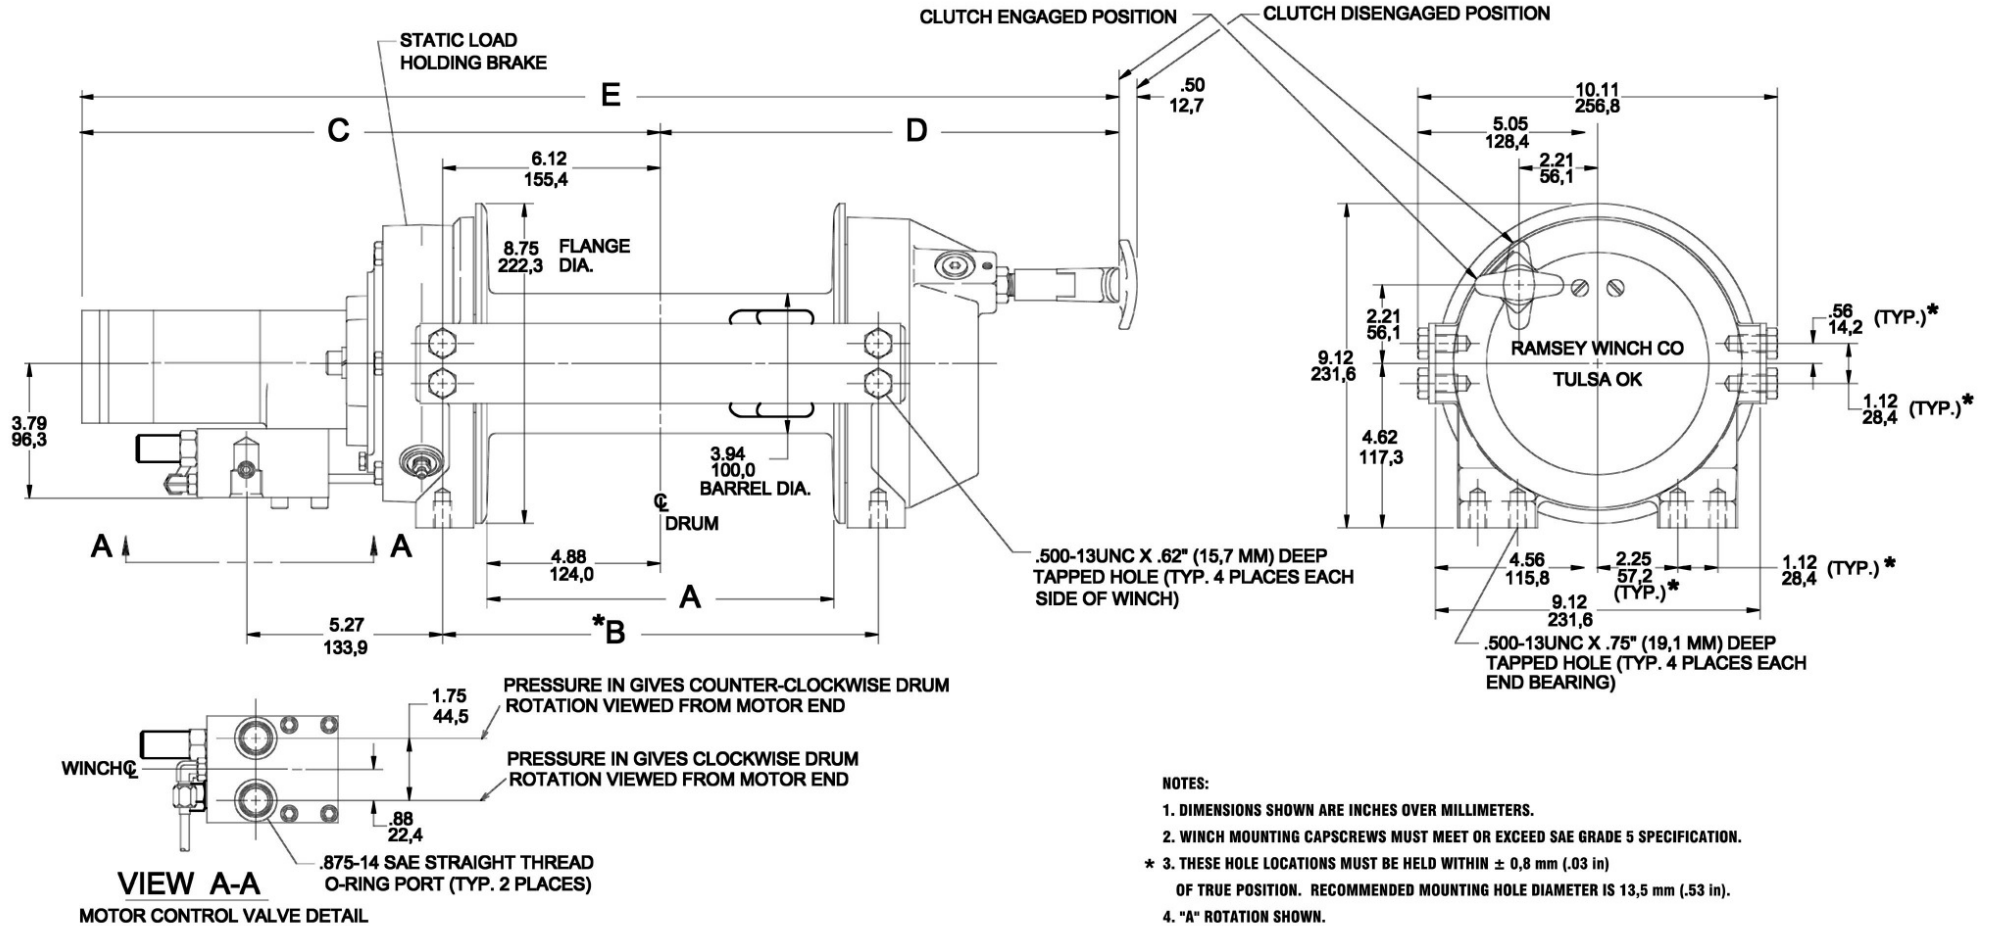 CLUTCH ENGAGED POSITION
CLUTCH DISENGAGED POSITION
STATIC LOAD
HOLDING BRAKE
E
.50
12,7
C
D
6.12
155,4
8.75
222,3
FLANGE
DIA.
3.79
96,3
3.94
100,0
BARREL DIA.
℄
DRUM
A
A
4.88
124,0
A
*B
5.27
133,9
.500-13UNC X .62" (15,7 MM) DEEP
TAPPED HOLE (TYP. 4 PLACES EACH
SIDE OF WINCH)
10.11
256,8
5.05
128,4
2.21
56,1
2.21
56,1
9.12
231,6
4.62
117,3
RAMSEY WINCH CO
TULSA OK
.56
14,2
(TYP.)*
1.12
28,4
(TYP.)*
4.56
115,8
2.25
57,2
(TYP.)*
1.12
28,4
(TYP.)*
9.12
231,6
.500-13UNC X .75" (19,1 MM) DEEP
TAPPED HOLE (TYP. 4 PLACES EACH
END BEARING)
1.75
44,5
PRESSURE IN GIVES COUNTER-CLOCKWISE DRUM
ROTATION VIEWED FROM MOTOR END
WINCH ℄
PRESSURE IN GIVES CLOCKWISE DRUM
ROTATION VIEWED FROM MOTOR END
.88
22,4
.875-14 SAE STRAIGHT THREAD
O-RING PORT (TYP. 2 PLACES)
VIEW A-A
MOTOR CONTROL VALVE DETAIL
NOTES:
1. DIMENSIONS SHOWN ARE INCHES OVER MILLIMETERS.
2. WINCH MOUNTING CAPSCREWS MUST MEET OR EXCEED SAE GRADE 5 SPECIFICATION.
* 3. THESE HOLE LOCATIONS MUST BE HELD WITHIN ± 0,8 mm (.03 in)
OF TRUE POSITION. RECOMMENDED MOUNTING HOLE DIAMETER IS 13,5 mm (.53 in).
4. "A" ROTATION SHOWN.